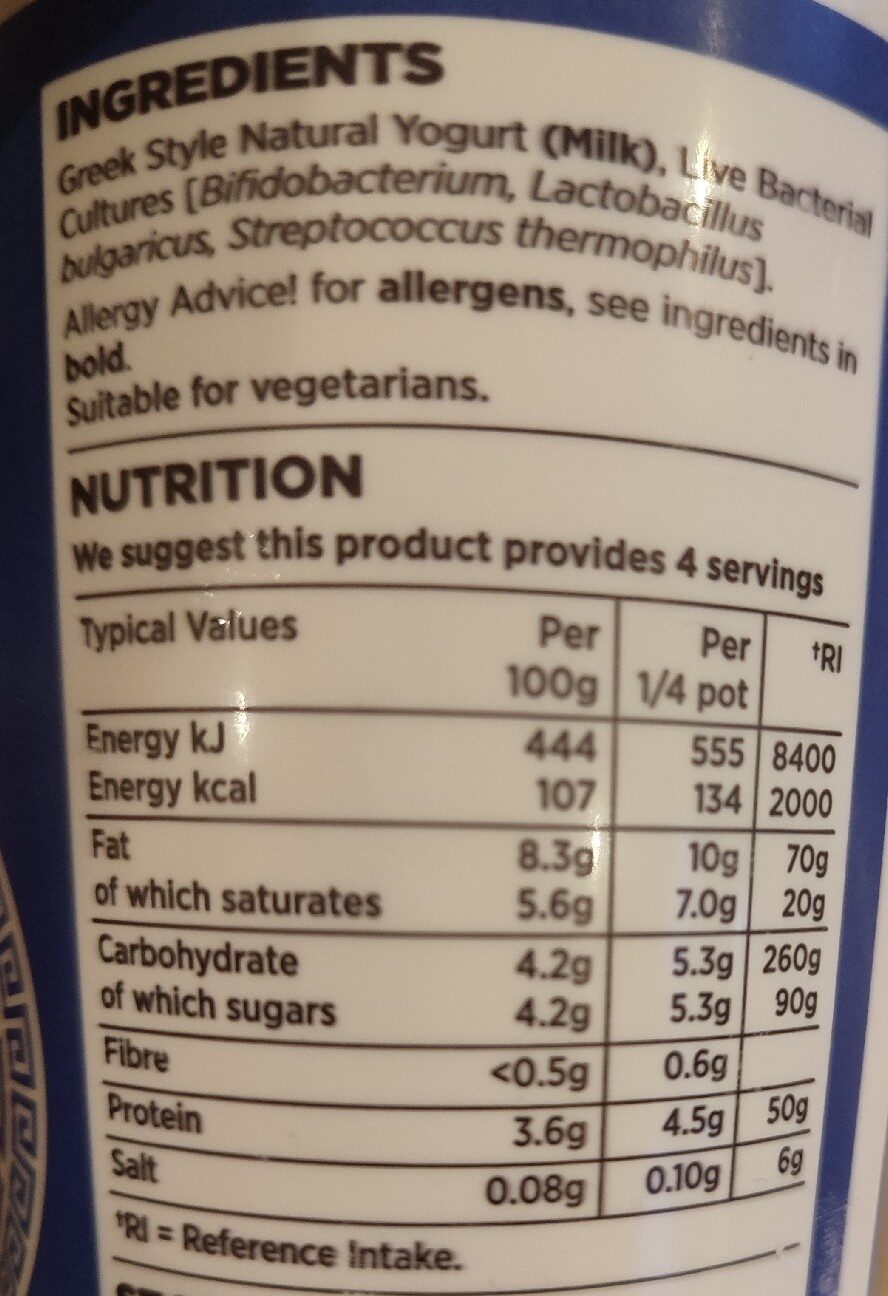 INGREDIENTS
Greek Style Natural Yogurt (Milk), Live Bacterial
Cultures [Bifidobacterium, Lactobacillus
bulgaricus, Streptococcus thermophilus].
Allergy Advice! for allergens, see ingredients in
bold.
Suitable for vegetarians.
NUTRITION
We suggest this product provides 4 servings
Typical Values Per 100g Per 1/4 pot †RI
Energy kJ 444 555 8400
Energy kcal 107 134 2000
Fat 8.3g 10g 70g
of which saturates 5.6g 7.0g 20g
Carbohydrate 4.2g 5.3g 260g
of which sugars 4.2g 5.3g 90g
Fibre <0.5g 0.6g
Protein 3.6g 4.5g 50g
Salt 0.08g 0.10g 6g
†RI = Reference Intake.